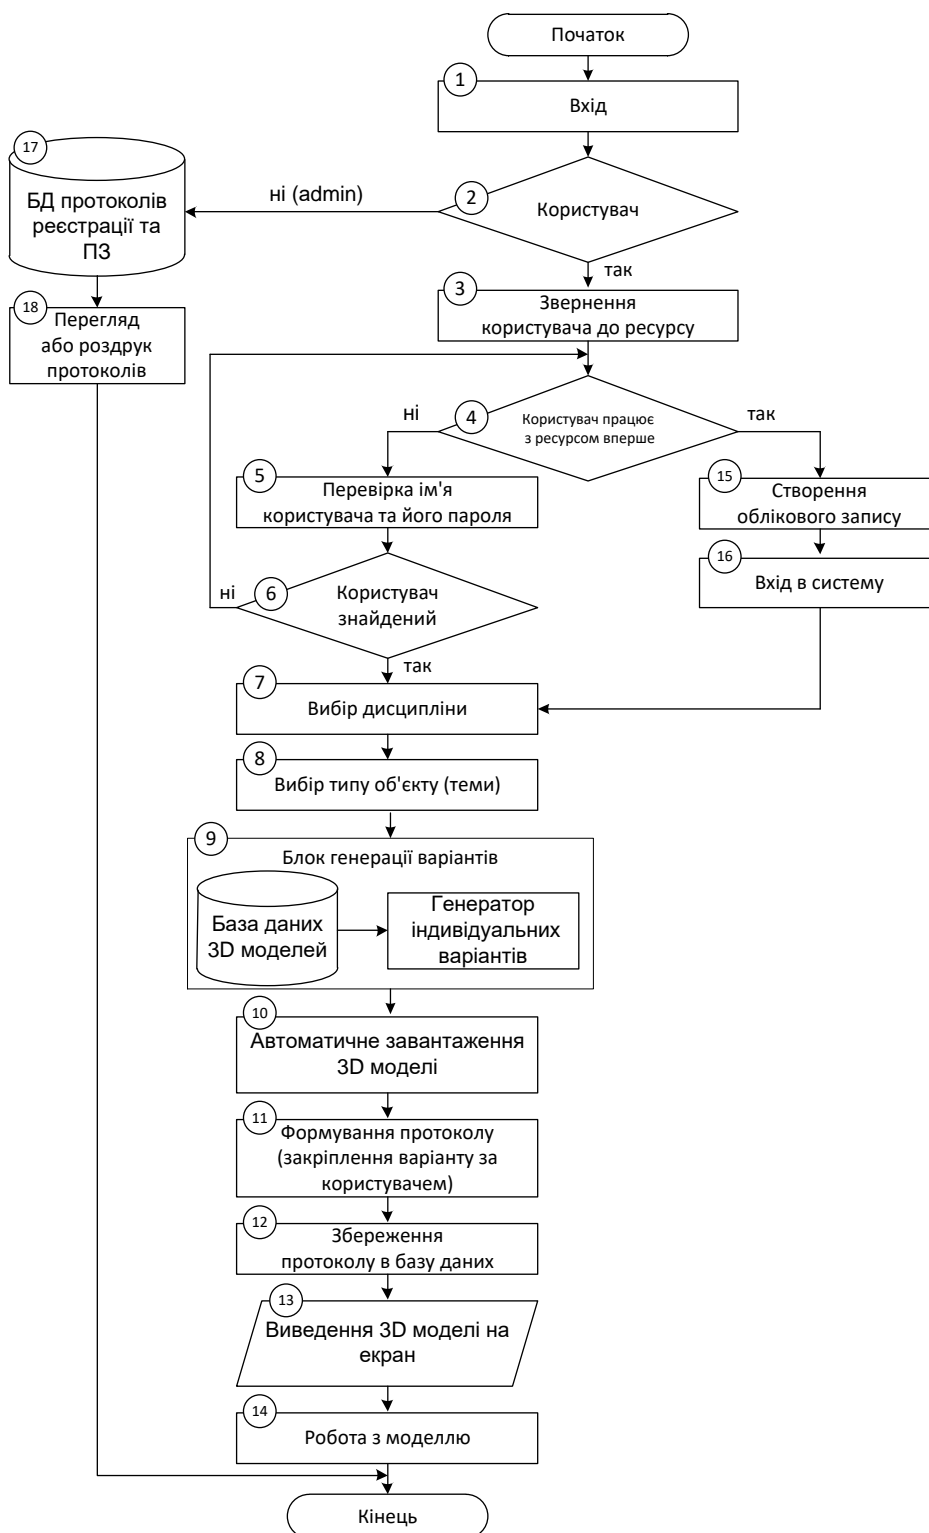 Початок
1
Вхід
17
БД протоколів
реєстрації та
ПЗ
ні (admin)
2
Користувач
так
3
Звернення
користувача до ресурсу
18
Перегляд
або роздрук
протоколів
ні
4
Користувач працює
з ресурсом вперше
так
5
Перевірка ім'я
користувача та його пароля
15
Створення
облікового запису
16
Вхід в систему
ні
6
Користувач
знайдений
так
7
Вибір дисципліни
8
Вибір типу об'єкту (теми)
9
Блок генерації варіантів
База даних
3D моделей
Генератор
індивідуальних
варіантів
10
Автоматичне завантаження
3D моделі
11
Формування протоколу
(закріплення варіанту за
користувачем)
12
Збереження
протоколу в базу даних
13
Виведення 3D моделі на
екран
14
Робота з моделлю
Кінець